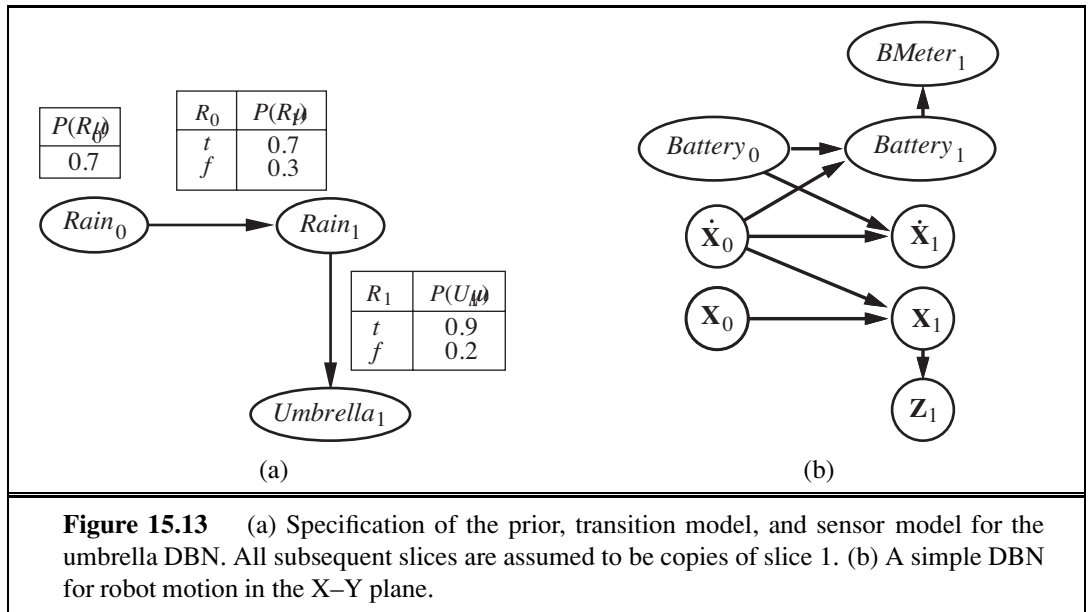 BMeter1
P(R0)
0.7
R0 P(R1)
t 0.7
f 0.3
Battery0 Battery1
Rain0 Rain1
Ẋ0 Ẋ1
R1 P(U1)
t 0.9
f 0.2
X0 X1
Umbrella1
Z1
(a) (b)
Figure 15.13 (a) Specification of the prior, transition model, and sensor model for the
umbrella DBN. All subsequent slices are assumed to be copies of slice 1. (b) A simple DBN
for robot motion in the X–Y plane.